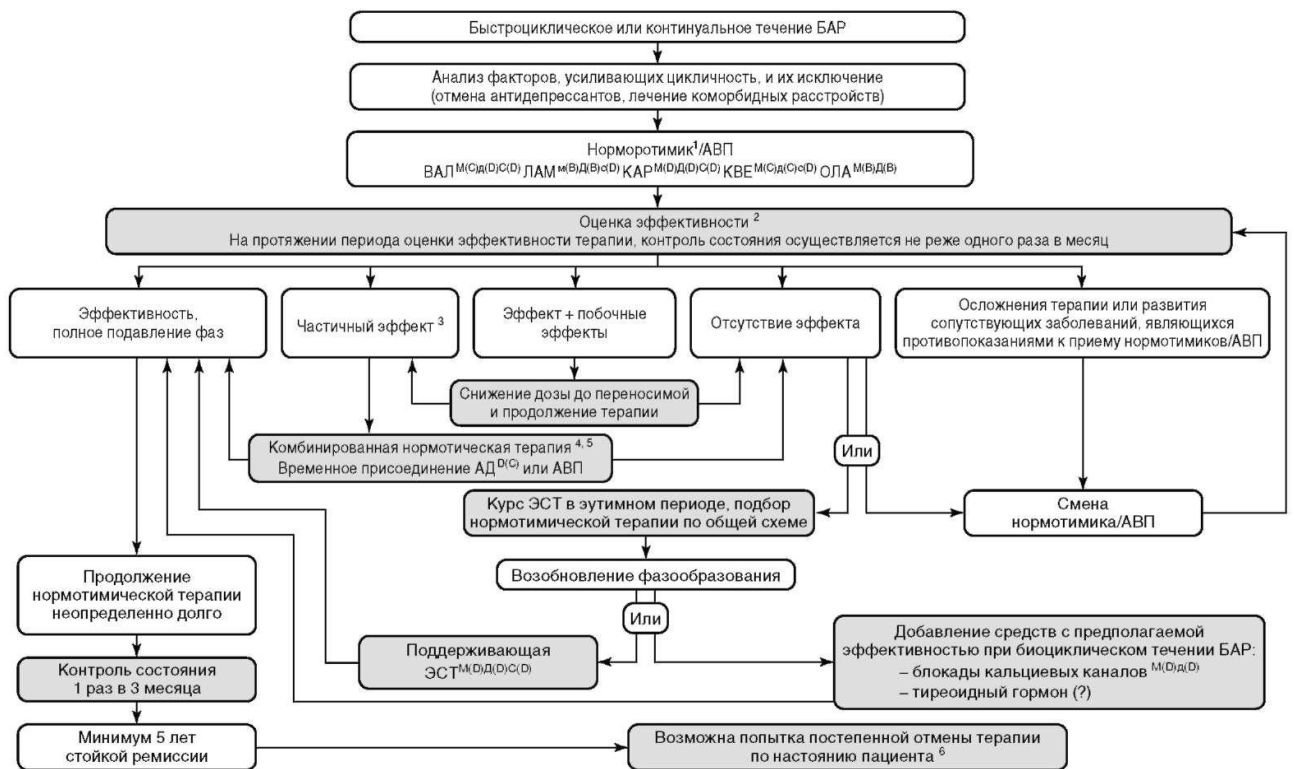 Быстроциклическое или континуальное течение БАР
Анализ факторов, усиливающих цикличность, и их исключение
(отмена антидепрессантов, лечение коморбидных расстройств)
Норморотимик¹/АВП
ВАЛ^М(С)д(D)С(D) ЛАМ^м(В)Д(В)с(D) КАР^М(D)Д(D)С(D) КВЕ^М(С)д(С)с(D) ОЛА^М(В)Д(В)
Оценка эффективности ²
На протяжении периода оценки эффективности терапии, контроль состояния осуществляется не реже одного раза в месяц
Эффективность,
полное подавление фаз
Частичный эффект ³
Эффект + побочные
эффекты
Отсутствие эффекта
Осложнения терапии или развития
сопутствующих заболеваний, являющихся
противопоказаниями к приему нормотимиков/АВП
Снижение дозы до переносимой
и продолжение терапии
Комбинированная нормотическая терапия ⁴, ⁵
Временное присоединение АД^D(С) или АВП
Или
Курс ЭСТ в эутимном периоде, подбор
нормотимической терапии по общей схеме
Смена
нормотимика/АВП
Возобновление фазообразования
Продолжение
нормотимической терапии
неопределенно долго
Или
Поддерживающая
ЭСТ^М(D)Д(D)С(D)
Добавление средств с предполагаемой
эффективностью при биоциклическом течении БАР:
– блокады кальциевых каналов ^М(D)д(D)
– тиреоидный гормон (?)
Контроль состояния
1 раз в 3 месяца
Минимум 5 лет
стойкой ремиссии
Возможна попытка постепенной отмены терапии
по настоянию пациента ⁶